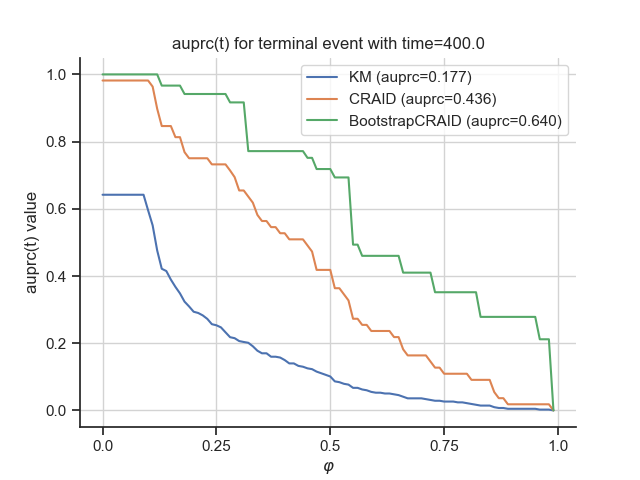 auprc(t) for terminal event with time=400.0
KM (auprc=0.177)
CRAID (auprc=0.436)
BootstrapCRAID (auprc=0.640)
auprc(t) value
1.0
0.8
0.6
0.4
0.2
0.0
0.0 0.25 0.5 0.75 1.0
φ